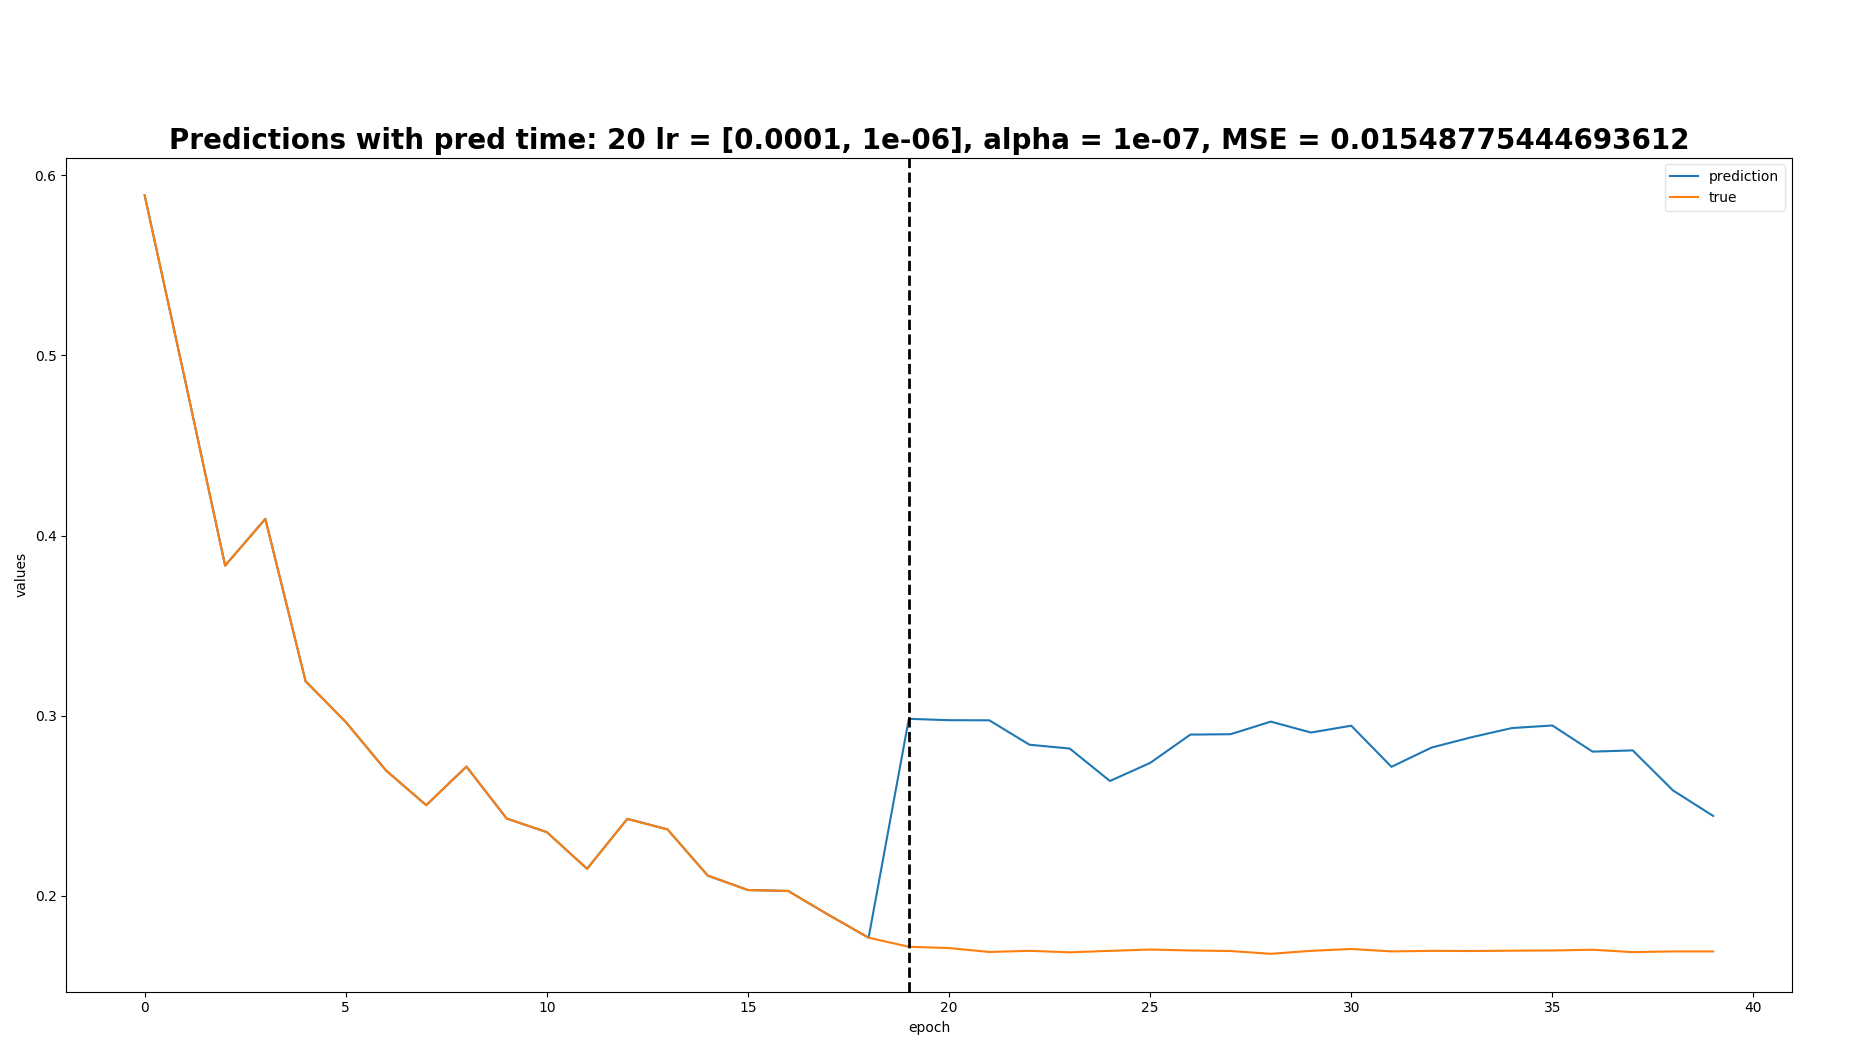 Predictions with pred time: 20 lr = [0.0001, 1e-06], alpha = 1e-07, MSE = 0.01548775444693612
prediction
true
0.6
0.5
0.4
0.3
0.2
values
0 5 10 15 20 25 30 35 40
epoch